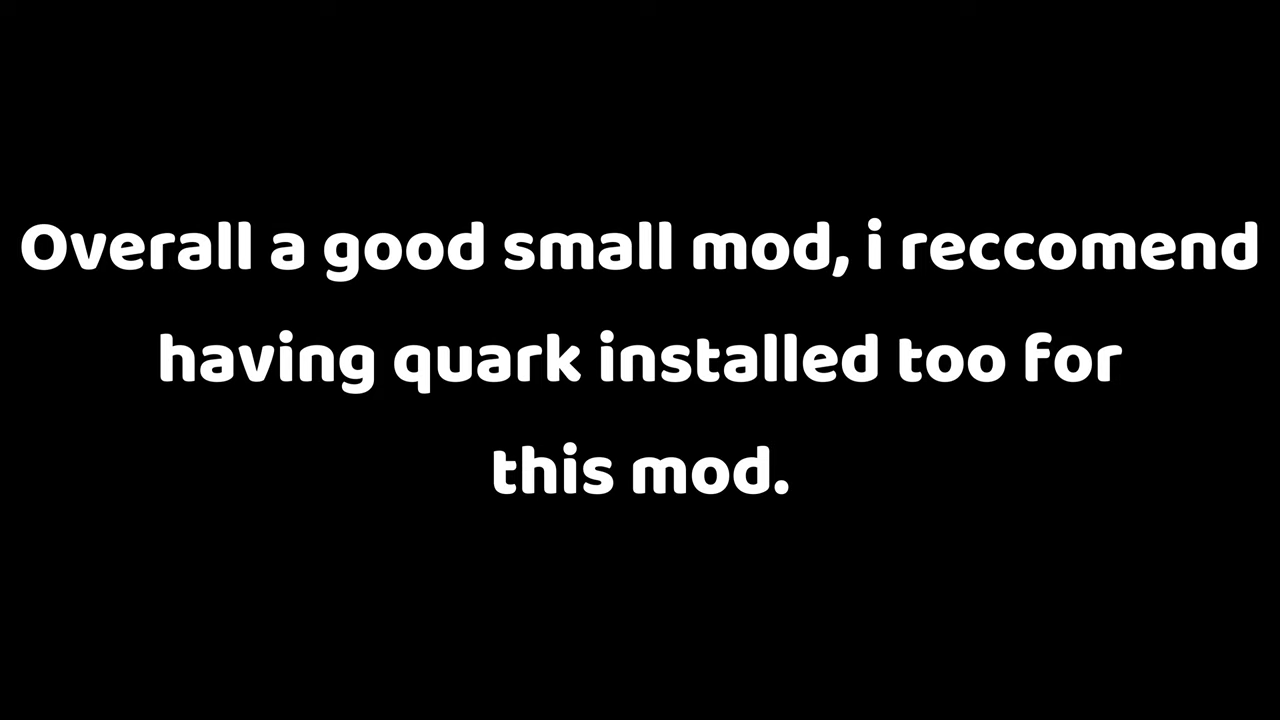 Overall a good small mod, i reccomend
having quark installed too for
this mod.